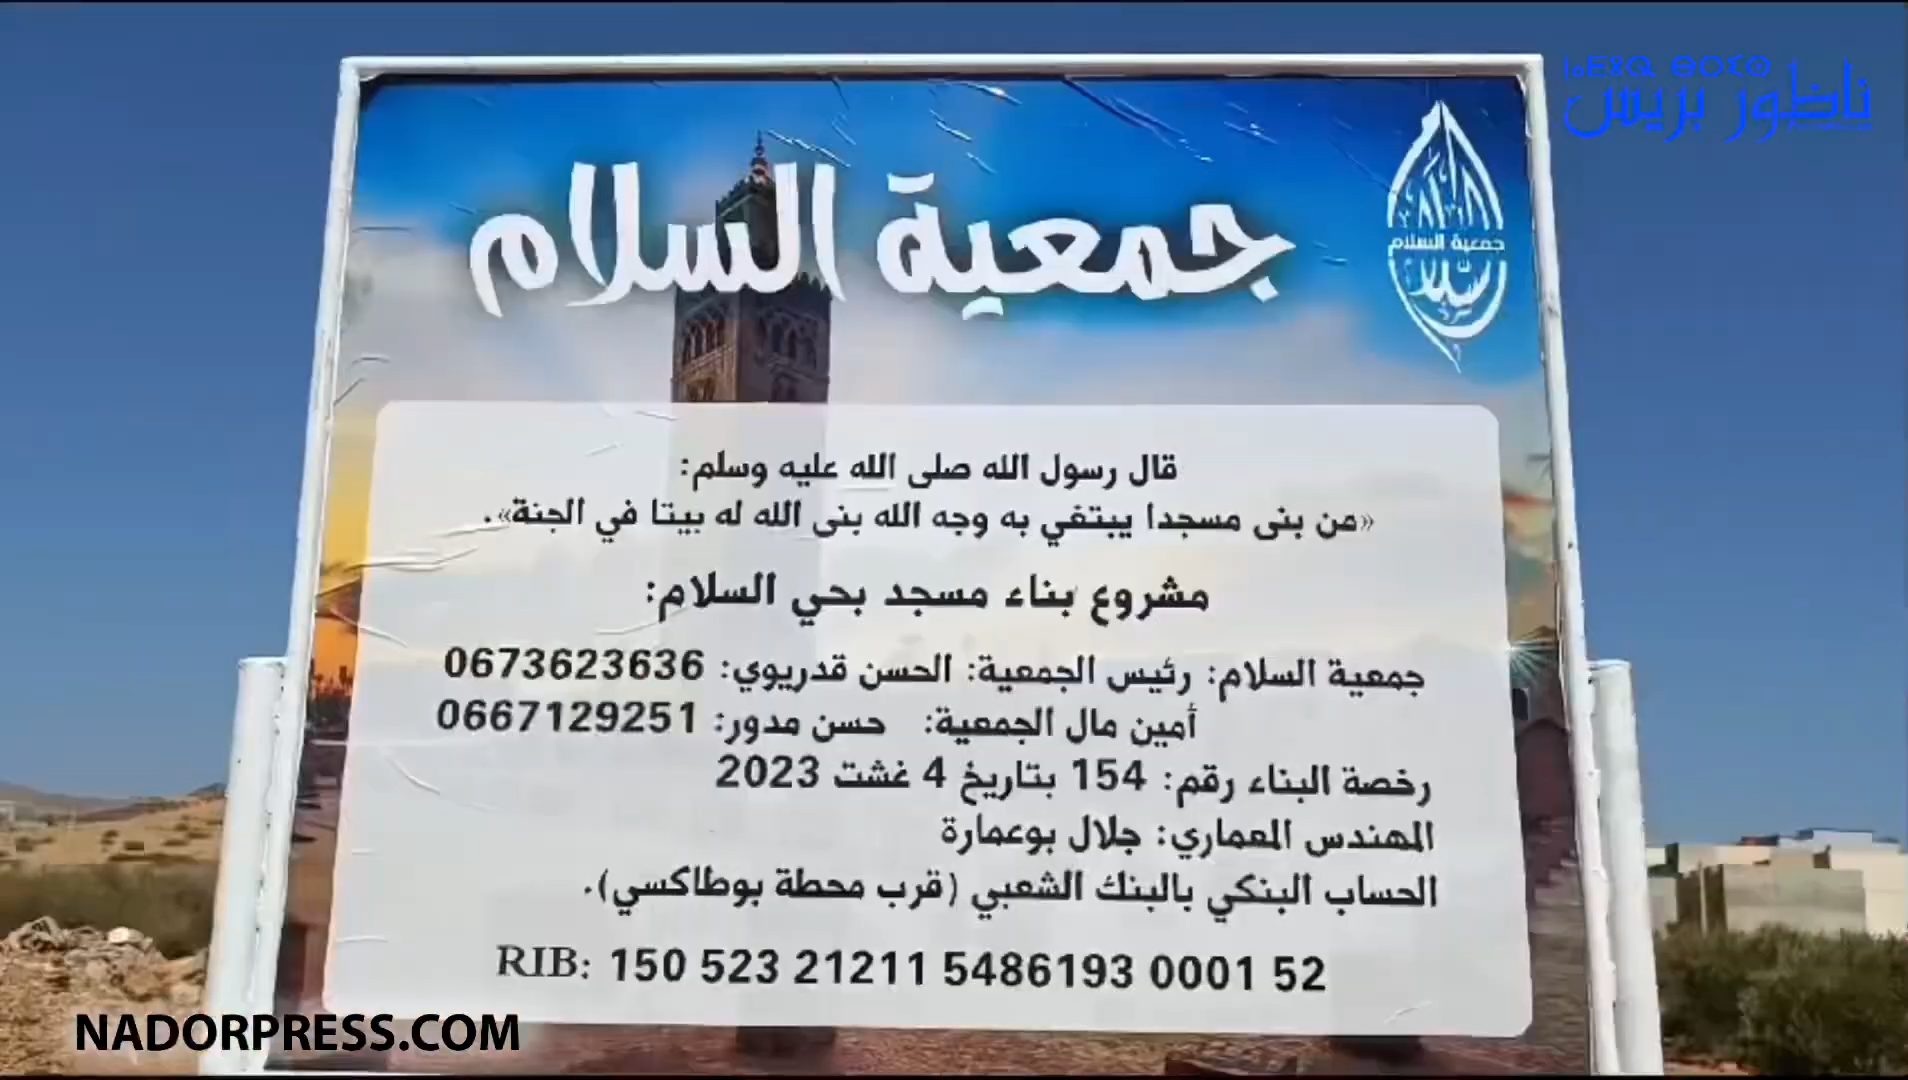 ⵏⴰⴹⵓⵕ ⴱⵔⵉⵙ
ناظور بريس
جمعية السلام
جمعية السلام
قال رسول الله صلى الله عليه وسلم:
«من بنى مسجدا يبتغي به وجه الله بنى الله له بيتا في الجنة».
مشروع بناء مسجد بحي السلام:
جمعية السلام: رئيس الجمعية: الحسن قدريوي: 0673623636
أمين مال الجمعية: حسن مدور: 0667129251
رخصة البناء رقم: 154 بتاريخ 4 غشت 2023
المهندس المعماري: جلال بوعمارة
الحساب البنكي بالبنك الشعبي (قرب محطة بوطاكسي).
RIB: 150 523 21211 5486193 0001 52
NADORPRESS.COM